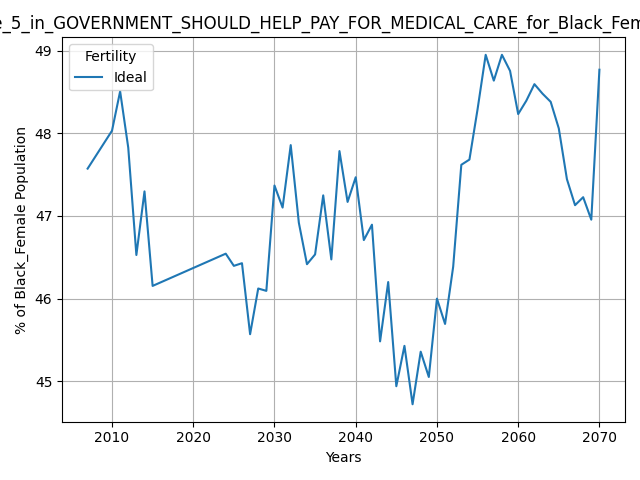 e_5_in_GOVERNMENT_SHOULD_HELP_PAY_FOR_MEDICAL_CARE_for_Black_Fem
Fertility
Ideal
49
48
47
46
45
% of Black_Female Population
2010 2020 2030 2040 2050 2060 2070
Years